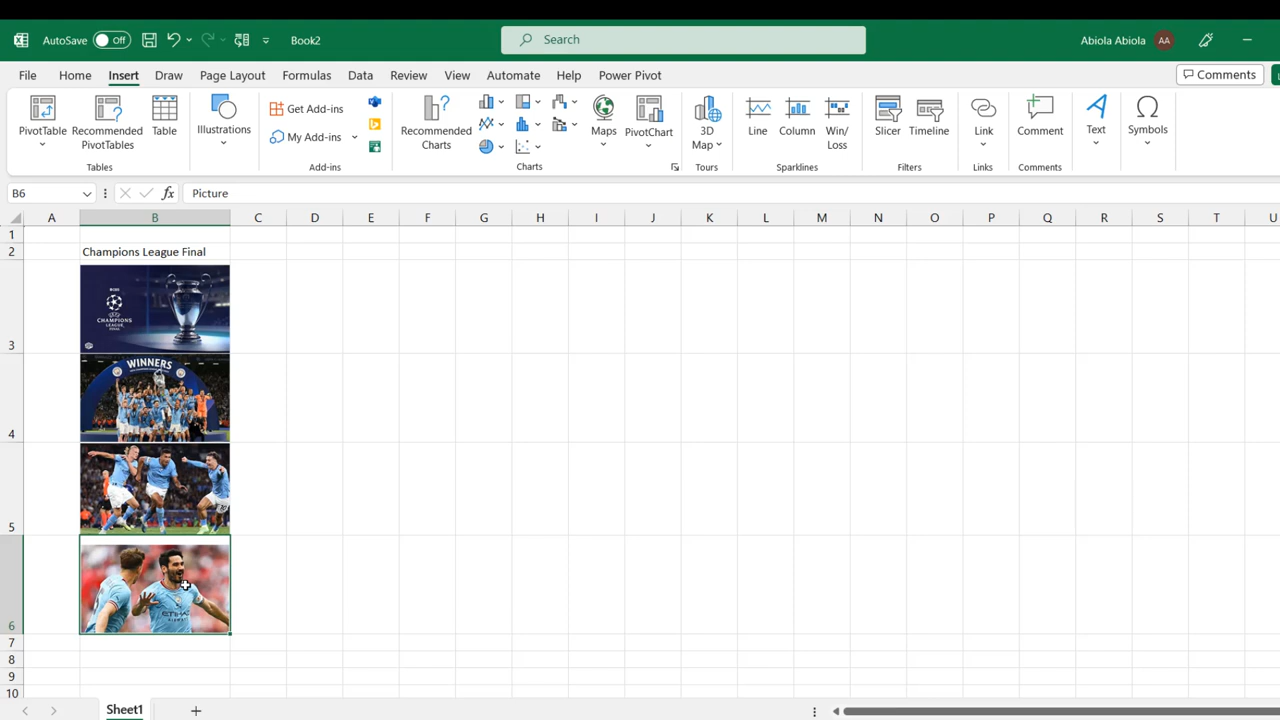 AutoSave Off Book2 Search Abiola Abiola AA
File Home Insert Draw Page Layout Formulas Data Review View Automate Help Power Pivot Comments
PivotTable Recommended PivotTables Table Illustrations Get Add-ins My Add-ins Recommended Charts Maps PivotChart 3D Map Line Column Win/Loss Slicer Timeline Link Comment Text Symbols
Tables Add-ins Charts Tours Sparklines Filters Links Comments
B6 fx Picture
A B C D E F G H I J K L M N O P Q R S T U
1
2 Champions League Final
CHAMPIONS LEAGUE
3
WINNERS
4
5
ETIHAD
6
7
8
9
10
Sheet1